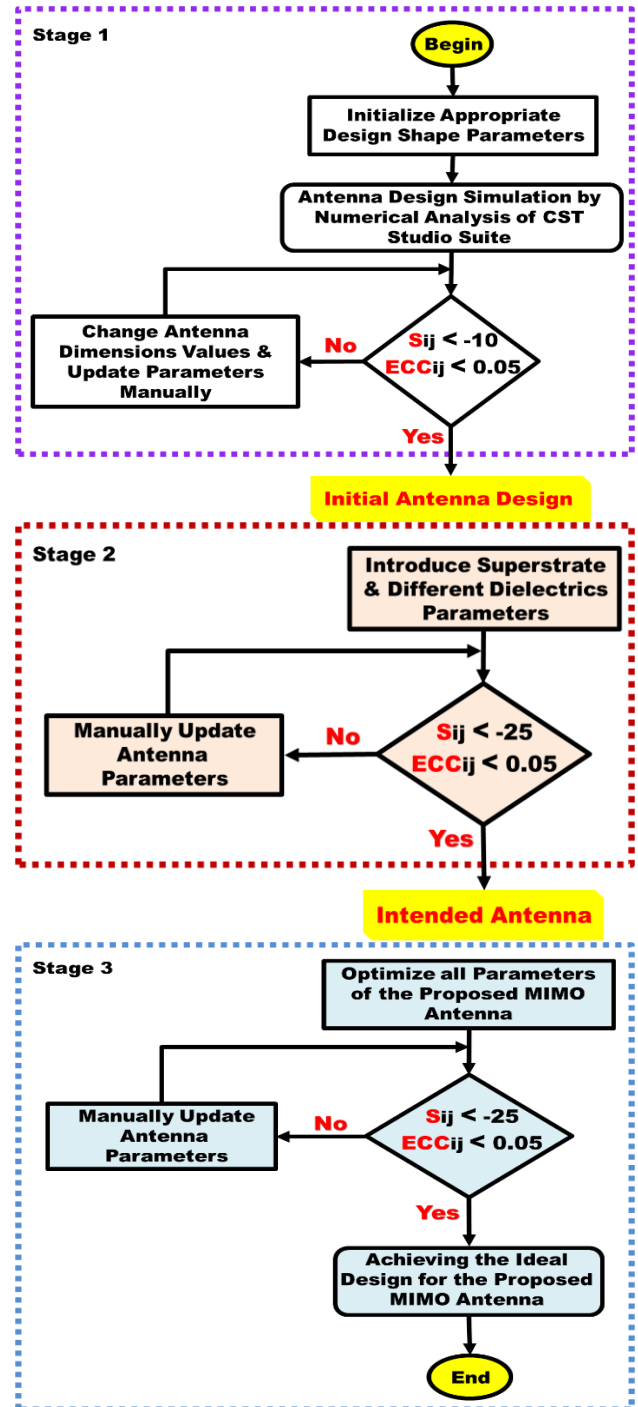 Stage 1
Begin
Initialize Appropriate
Design Shape Parameters
Antenna Design Simulation by
Numerical Analysis of CST
Studio Suite
Change Antenna
Dimensions Values &
Update Parameters
Manually
No
Sij < -10
ECCij < 0.05
Yes
Initial Antenna Design
Stage 2
Introduce Superstrate
& Different Dielectrics
Parameters
Manually Update
Antenna
Parameters
No
Sij < -25
ECCij < 0.05
Yes
Intended Antenna
Stage 3
Optimize all Parameters
of the Proposed MIMO
Antenna
Manually Update
Antenna
Parameters
No
Sij < -25
ECCij < 0.05
Yes
Achieving the Ideal
Design for the Proposed
MIMO Antenna
End